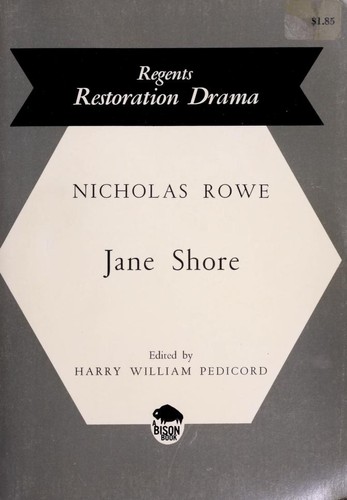 $1.85
Regents
Restoration Drama
NICHOLAS ROWE
Jane Shore
Edited by
HARRY WILLIAM PEDICORD
A
BISON
BOOK